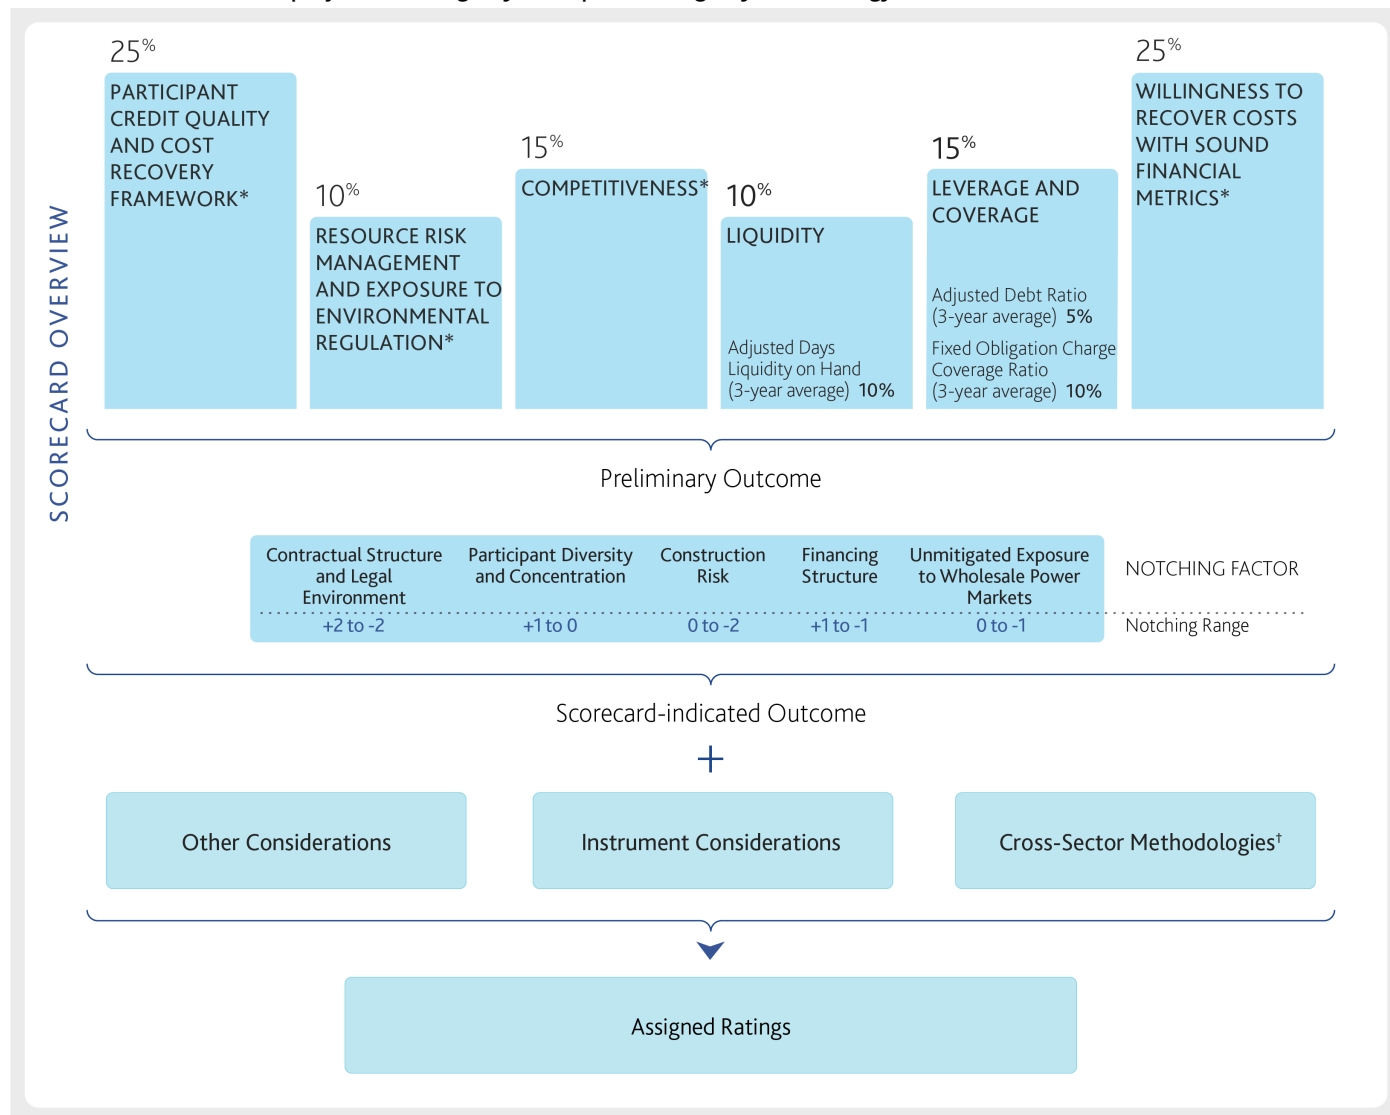 25%
PARTICIPANT
CREDIT QUALITY
AND COST
RECOVERY
FRAMEWORK*
10%
RESOURCE RISK
MANAGEMENT
AND EXPOSURE TO
ENVIRONMENTAL
REGULATION*
15%
COMPETITIVENESS*
10%
LIQUIDITY
Adjusted Days
Liquidity on Hand
(3-year average) 10%
15%
LEVERAGE AND
COVERAGE
Adjusted Debt Ratio
(3-year average) 5%
Fixed Obligation Charge
Coverage Ratio
(3-year average) 10%
25%
WILLINGNESS TO
RECOVER COSTS
WITH SOUND
FINANCIAL
METRICS*
SCORECARD OVERVIEW
Preliminary Outcome
Contractual Structure
and Legal
Environment
+2 to -2
Participant Diversity
and Concentration
+1 to 0
Construction
Risk
0 to -2
Financing
Structure
+1 to -1
Unmitigated Exposure
to Wholesale Power
Markets
0 to -1
NOTCHING FACTOR
Notching Range
Scorecard-indicated Outcome
+
Other Considerations
Instrument Considerations
Cross-Sector Methodologies†
Assigned Ratings